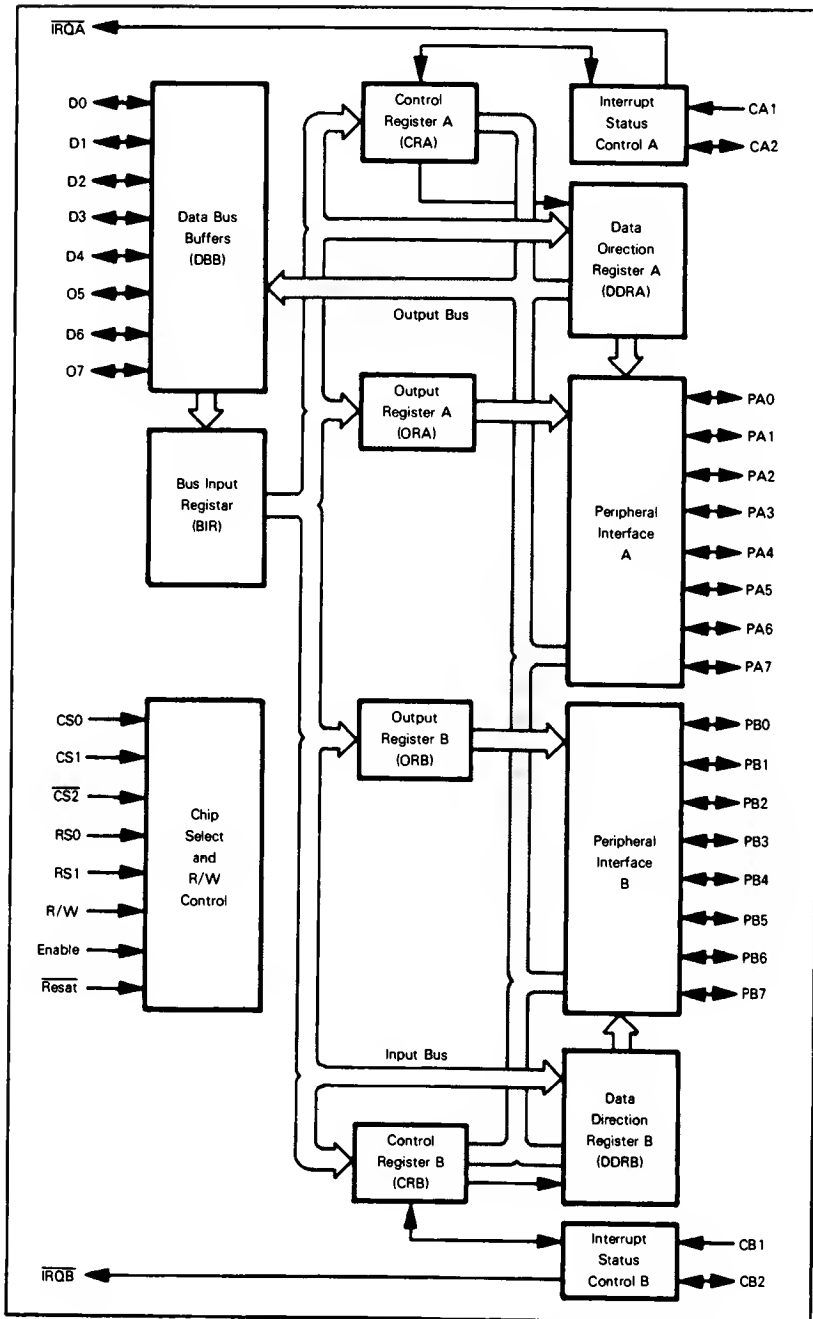 IRQA
D0
D1
D2
D3
D4
O5
D6
O7
Data Bus
Buffers
(DBB)
Control
Register A
(CRA)
Interrupt
Status
Control A
CA1
CA2
Data
Direction
Register A
(DDRA)
Output Bus
Output
Register A
(ORA)
Bus Input
Registar
(BIR)
Peripheral
Interface
A
PA0
PA1
PA2
PA3
PA4
PA5
PA6
PA7
CS0
CS1
CS2
RS0
RS1
R/W
Enable
Resat
Chip
Select
and
R/W
Control
Output
Register B
(ORB)
Peripheral
Interface
B
PB0
PB1
PB2
PB3
PB4
PB5
PB6
PB7
Input Bus
Data
Direction
Register B
(DDRB)
Control
Register B
(CRB)
Interrupt
Status
Control B
CB1
CB2
IRQB